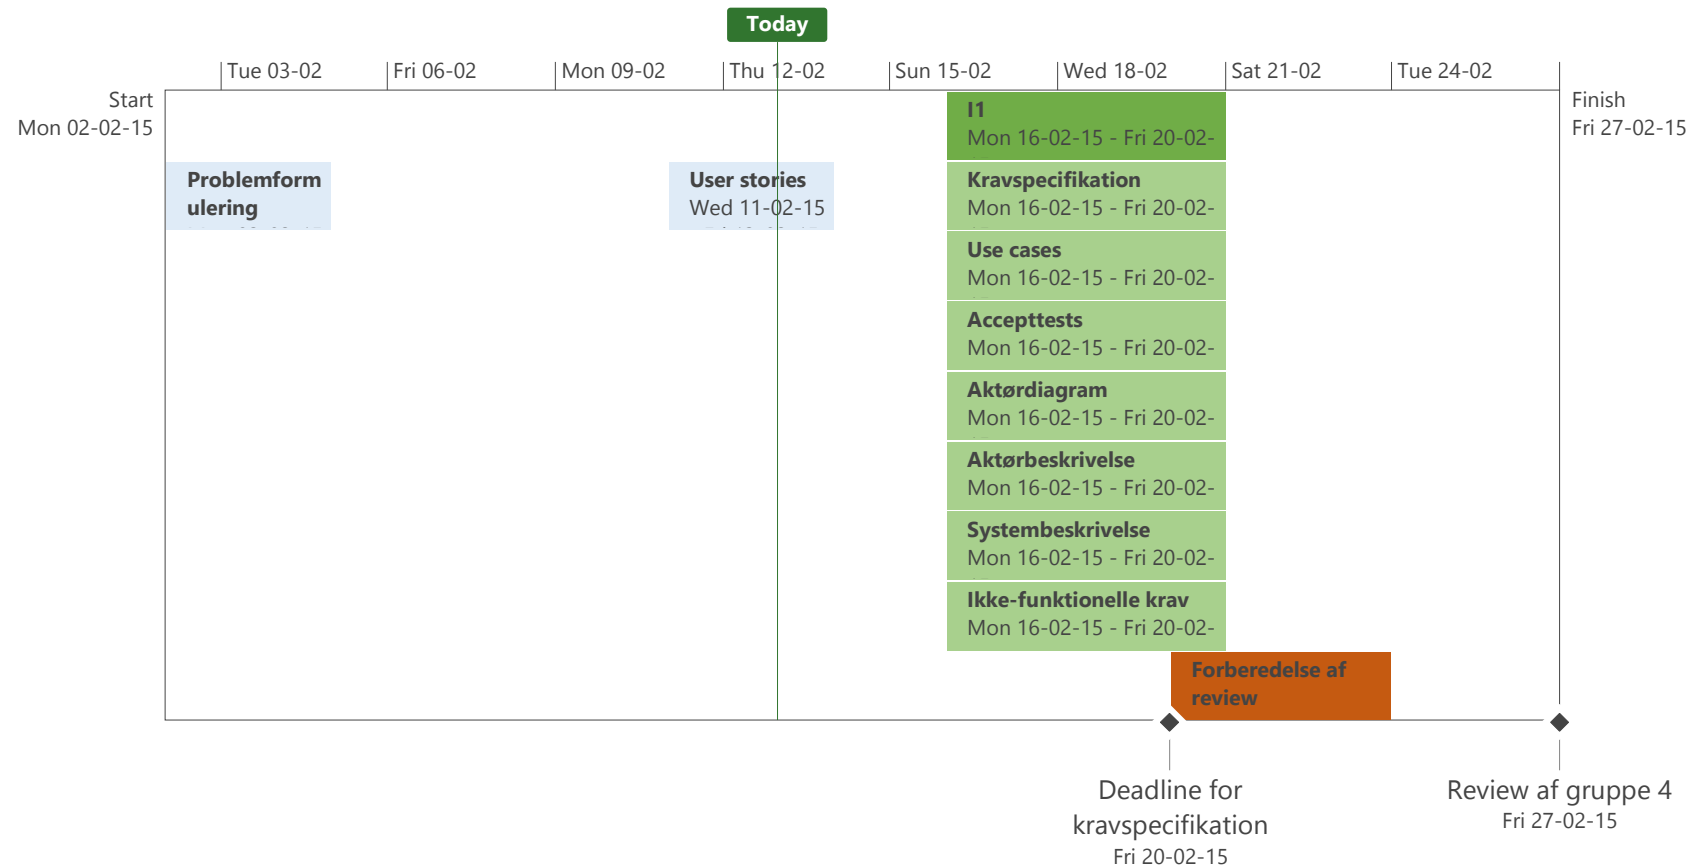 Today
Tue 03-02
Fri 06-02
Mon 09-02
Thu 12-02
Sun 15-02
Wed 18-02
Sat 21-02
Tue 24-02
Start
Mon 02-02-15
Finish
Fri 27-02-15
I1
Mon 16-02-15 - Fri 20-02-
Problemform
ulering
User stories
Wed 11-02-15
Kravspecifikation
Mon 16-02-15 - Fri 20-02-
Use cases
Mon 16-02-15 - Fri 20-02-
Accepttests
Mon 16-02-15 - Fri 20-02-
Aktørdiagram
Mon 16-02-15 - Fri 20-02-
Aktørbeskrivelse
Mon 16-02-15 - Fri 20-02-
Systembeskrivelse
Mon 16-02-15 - Fri 20-02-
Ikke-funktionelle krav
Mon 16-02-15 - Fri 20-02-
Forberedelse af
review
Deadline for
kravspecifikation
Fri 20-02-15
Review af gruppe 4
Fri 27-02-15